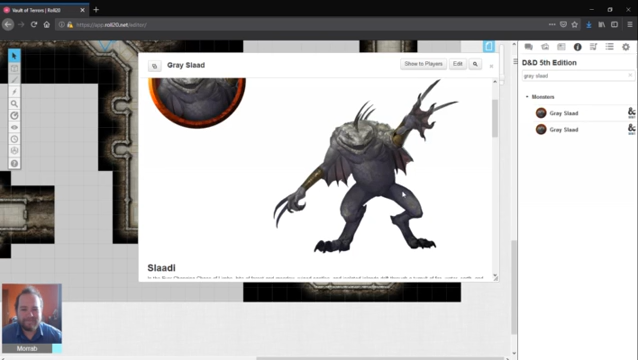 Vault of Terrors | Roll20
https://app.roll20.net/editor/
Gray Slaad
Show to Players
Edit
D&D 5th Edition
gray slaad
Monsters
Gray Slaad
Gray Slaad
Slaadi
Morrab